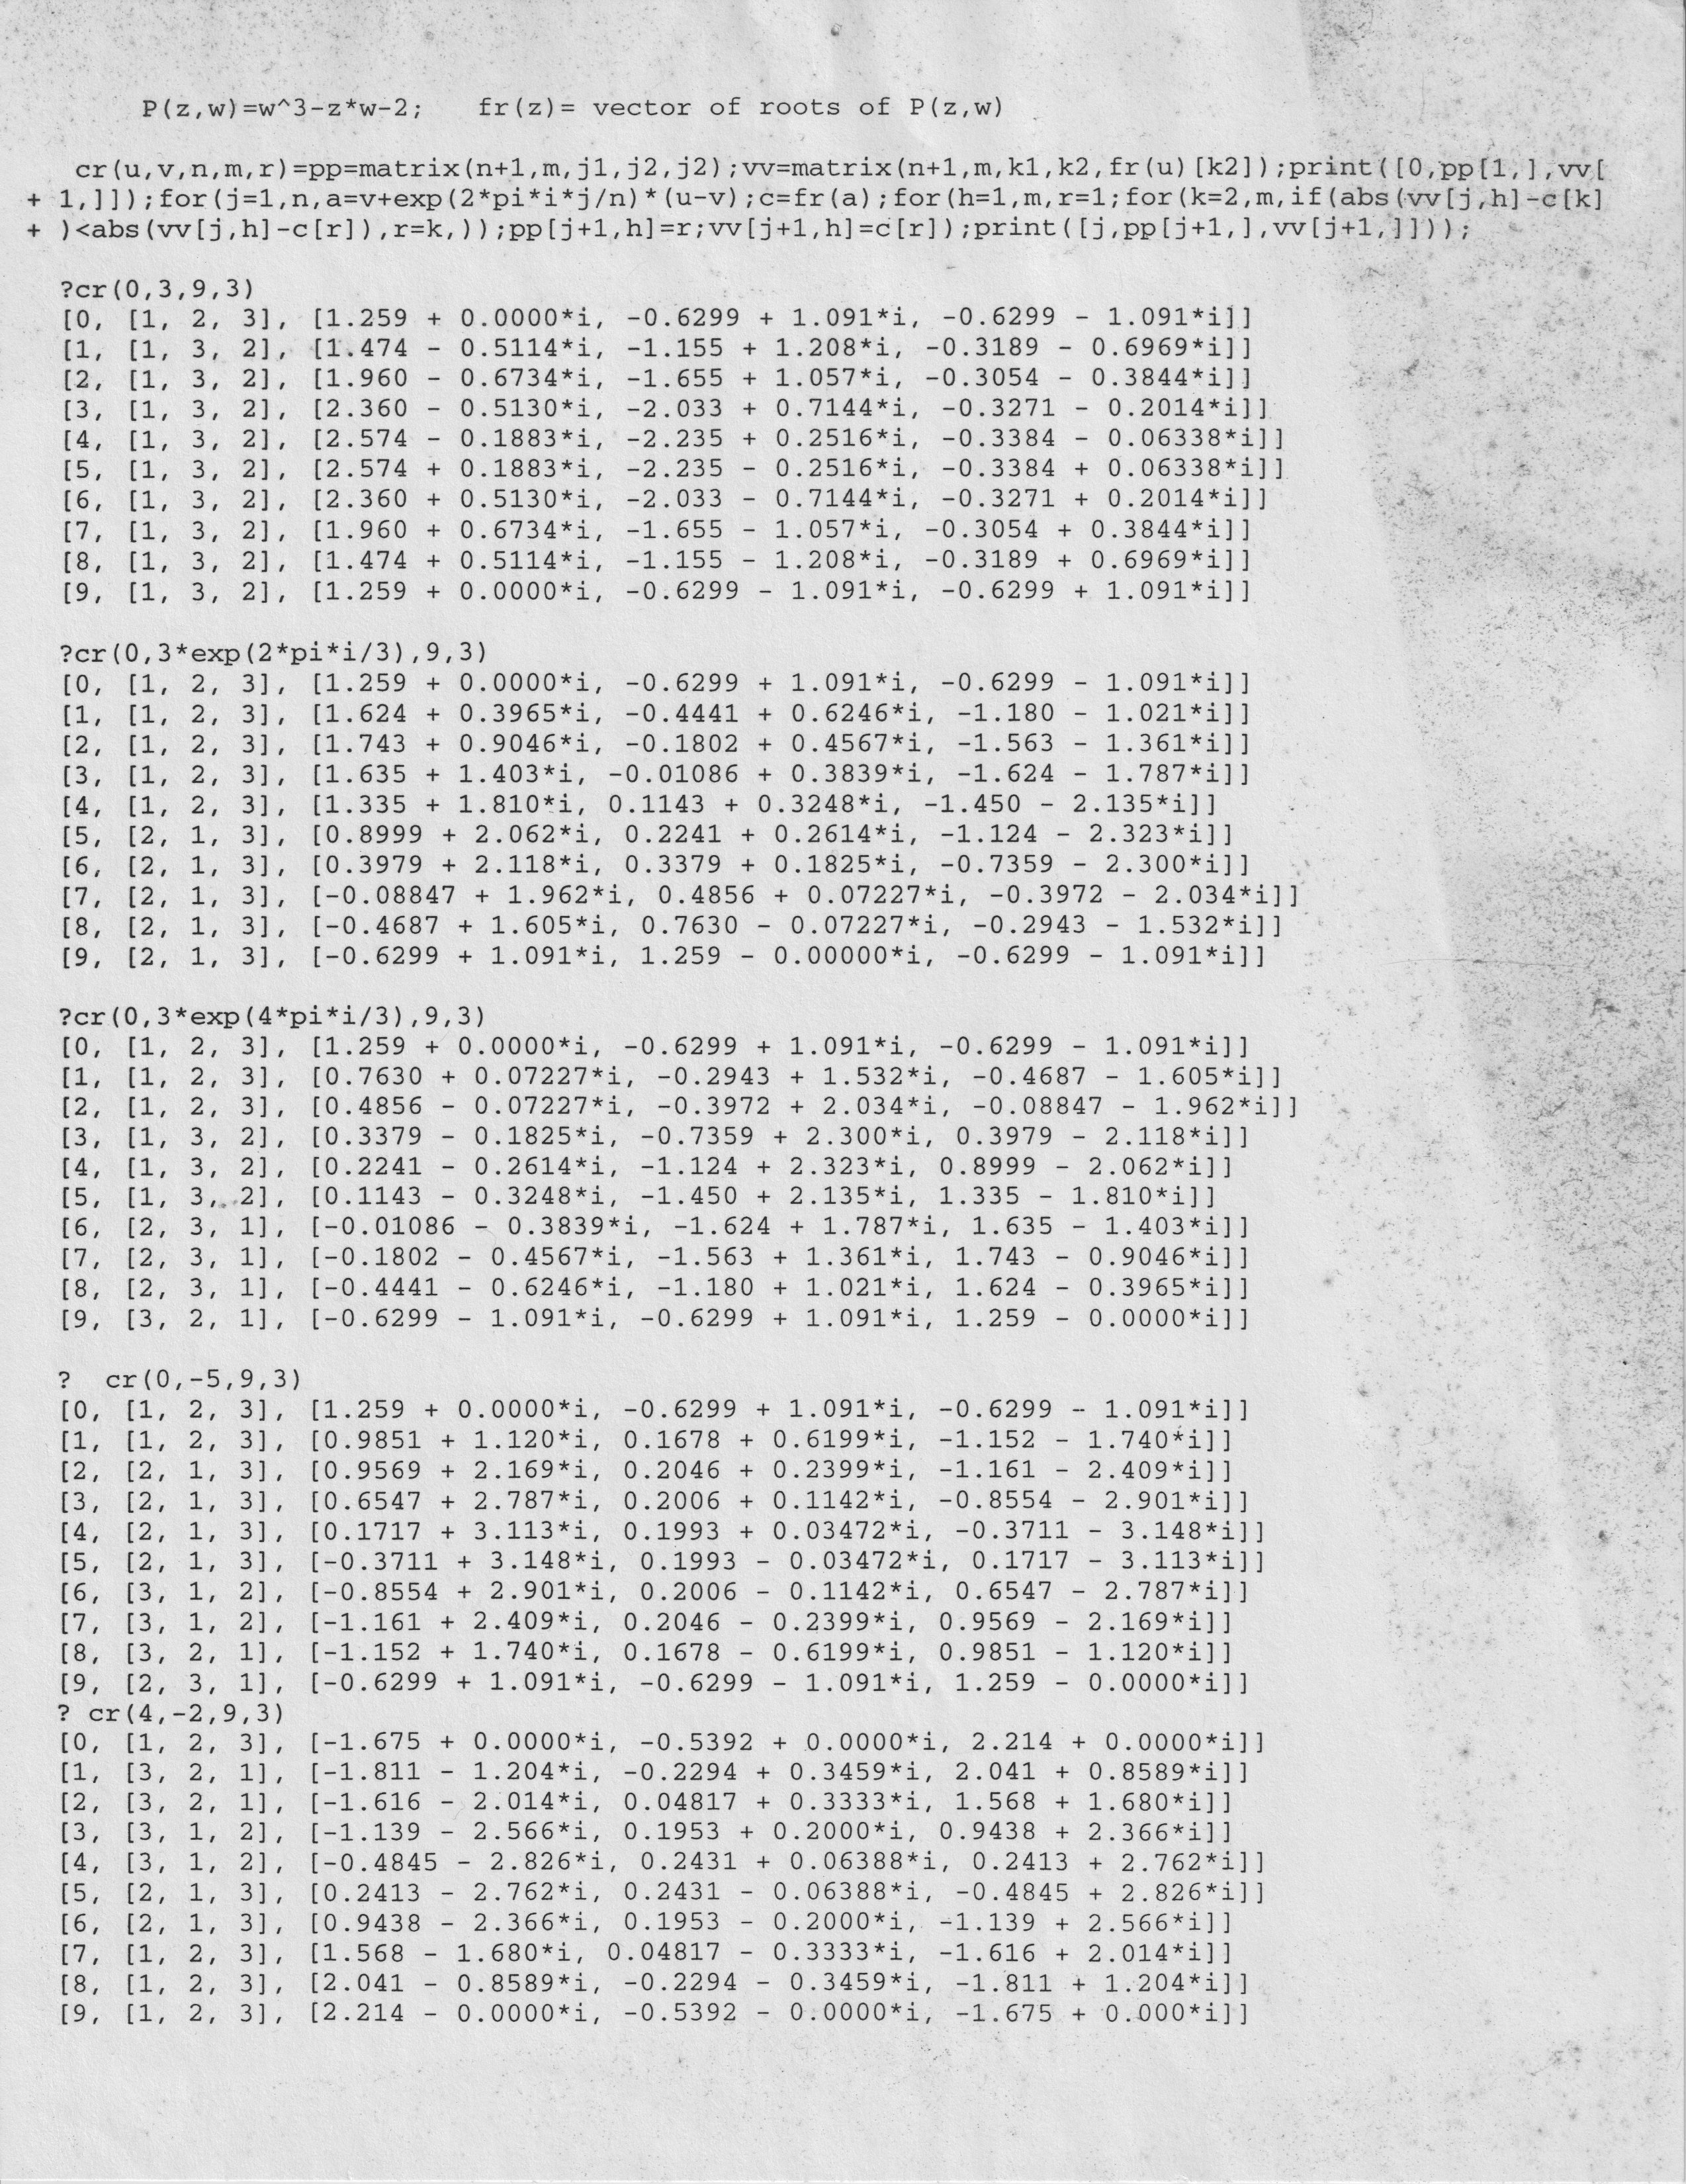 P(z,w)=w^3-z*w-2;    fr(z)= vector of roots of P(z,w)
cr(u,v,n,m,r)=pp=matrix(n+1,m,j1,j2,j2);vv=matrix(n+1,m,k1,k2,fr(u)[k2]);print([0,pp[1,],vv[
+ 1,]]);for(j=1,n,a=v+exp(2*pi*i*j/n)*(u-v);c=fr(a);for(h=1,m,r=1;for(k=2,m,if(abs(vv[j,h]-c[k]
+ )<abs(vv[j,h]-c[r]),r=k,));pp[j+1,h]=r;vv[j+1,h]=c[r]);print([j,pp[j+1,],vv[j+1,]]));
?cr(0,3,9,3)
[0, [1, 2, 3], [1.259 + 0.0000*i, -0.6299 + 1.091*i, -0.6299 - 1.091*i]]
[1, [1, 3, 2], [1.474 - 0.5114*i, -1.155 + 1.208*i, -0.3189 - 0.6969*i]]
[2, [1, 3, 2], [1.960 - 0.6734*i, -1.655 + 1.057*i, -0.3054 - 0.3844*i]]
[3, [1, 3, 2], [2.360 - 0.5130*i, -2.033 + 0.7144*i, -0.3271 - 0.2014*i]]
[4, [1, 3, 2], [2.574 - 0.1883*i, -2.235 + 0.2516*i, -0.3384 - 0.06338*i]]
[5, [1, 3, 2], [2.574 + 0.1883*i, -2.235 - 0.2516*i, -0.3384 + 0.06338*i]]
[6, [1, 3, 2], [2.360 + 0.5130*i, -2.033 - 0.7144*i, -0.3271 + 0.2014*i]]
[7, [1, 3, 2], [1.960 + 0.6734*i, -1.655 - 1.057*i, -0.3054 + 0.3844*i]]
[8, [1, 3, 2], [1.474 + 0.5114*i, -1.155 - 1.208*i, -0.3189 + 0.6969*i]]
[9, [1, 3, 2], [1.259 + 0.0000*i, -0.6299 - 1.091*i, -0.6299 + 1.091*i]]
?cr(0,3*exp(2*pi*i/3),9,3)
[0, [1, 2, 3], [1.259 + 0.0000*i, -0.6299 + 1.091*i, -0.6299 - 1.091*i]]
[1, [1, 2, 3], [1.624 + 0.3965*i, -0.4441 + 0.6246*i, -1.180 - 1.021*i]]
[2, [1, 2, 3], [1.743 + 0.9046*i, -0.1802 + 0.4567*i, -1.563 - 1.361*i]]
[3, [1, 2, 3], [1.635 + 1.403*i, -0.01086 + 0.3839*i, -1.624 - 1.787*i]]
[4, [1, 2, 3], [1.335 + 1.810*i, 0.1143 + 0.3248*i, -1.450 - 2.135*i]]
[5, [2, 1, 3], [0.8999 + 2.062*i, 0.2241 + 0.2614*i, -1.124 - 2.323*i]]
[6, [2, 1, 3], [0.3979 + 2.118*i, 0.3379 + 0.1825*i, -0.7359 - 2.300*i]]
[7, [2, 1, 3], [-0.08847 + 1.962*i, 0.4856 + 0.07227*i, -0.3972 - 2.034*i]]
[8, [2, 1, 3], [-0.4687 + 1.605*i, 0.7630 - 0.07227*i, -0.2943 - 1.532*i]]
[9, [2, 1, 3], [-0.6299 + 1.091*i, 1.259 - 0.00000*i, -0.6299 - 1.091*i]]
?cr(0,3*exp(4*pi*i/3),9,3)
[0, [1, 2, 3], [1.259 + 0.0000*i, -0.6299 + 1.091*i, -0.6299 - 1.091*i]]
[1, [1, 2, 3], [0.7630 + 0.07227*i, -0.2943 + 1.532*i, -0.4687 - 1.605*i]]
[2, [1, 2, 3], [0.4856 - 0.07227*i, -0.3972 + 2.034*i, -0.08847 - 1.962*i]]
[3, [1, 3, 2], [0.3379 - 0.1825*i, -0.7359 + 2.300*i, 0.3979 - 2.118*i]]
[4, [1, 3, 2], [0.2241 - 0.2614*i, -1.124 + 2.323*i, 0.8999 - 2.062*i]]
[5, [1, 3, 2], [0.1143 - 0.3248*i, -1.450 + 2.135*i, 1.335 - 1.810*i]]
[6, [2, 3, 1], [-0.01086 - 0.3839*i, -1.624 + 1.787*i, 1.635 - 1.403*i]]
[7, [2, 3, 1], [-0.1802 - 0.4567*i, -1.563 + 1.361*i, 1.743 - 0.9046*i]]
[8, [2, 3, 1], [-0.4441 - 0.6246*i, -1.180 + 1.021*i, 1.624 - 0.3965*i]]
[9, [3, 2, 1], [-0.6299 - 1.091*i, -0.6299 + 1.091*i, 1.259 - 0.0000*i]]
?  cr(0,-5,9,3)
[0, [1, 2, 3], [1.259 + 0.0000*i, -0.6299 + 1.091*i, -0.6299 - 1.091*i]]
[1, [1, 2, 3], [0.9851 + 1.120*i, 0.1678 + 0.6199*i, -1.152 - 1.740*i]]
[2, [2, 1, 3], [0.9569 + 2.169*i, 0.2046 + 0.2399*i, -1.161 - 2.409*i]]
[3, [2, 1, 3], [0.6547 + 2.787*i, 0.2006 + 0.1142*i, -0.8554 - 2.901*i]]
[4, [2, 1, 3], [0.1717 + 3.113*i, 0.1993 + 0.03472*i, -0.3711 - 3.148*i]]
[5, [2, 1, 3], [-0.3711 + 3.148*i, 0.1993 - 0.03472*i, 0.1717 - 3.113*i]]
[6, [3, 1, 2], [-0.8554 + 2.901*i, 0.2006 - 0.1142*i, 0.6547 - 2.787*i]]
[7, [3, 1, 2], [-1.161 + 2.409*i, 0.2046 - 0.2399*i, 0.9569 - 2.169*i]]
[8, [3, 2, 1], [-1.152 + 1.740*i, 0.1678 - 0.6199*i, 0.9851 - 1.120*i]]
[9, [2, 3, 1], [-0.6299 + 1.091*i, -0.6299 - 1.091*i, 1.259 - 0.0000*i]]
? cr(4,-2,9,3)
[0, [1, 2, 3], [-1.675 + 0.0000*i, -0.5392 + 0.0000*i, 2.214 + 0.0000*i]]
[1, [3, 2, 1], [-1.811 - 1.204*i, -0.2294 + 0.3459*i, 2.041 + 0.8589*i]]
[2, [3, 2, 1], [-1.616 - 2.014*i, 0.04817 + 0.3333*i, 1.568 + 1.680*i]]
[3, [3, 1, 2], [-1.139 - 2.566*i, 0.1953 + 0.2000*i, 0.9438 + 2.366*i]]
[4, [3, 1, 2], [-0.4845 - 2.826*i, 0.2431 + 0.06388*i, 0.2413 + 2.762*i]]
[5, [2, 1, 3], [0.2413 - 2.762*i, 0.2431 - 0.06388*i, -0.4845 + 2.826*i]]
[6, [2, 1, 3], [0.9438 - 2.366*i, 0.1953 - 0.2000*i, -1.139 + 2.566*i]]
[7, [1, 2, 3], [1.568 - 1.680*i, 0.04817 - 0.3333*i, -1.616 + 2.014*i]]
[8, [1, 2, 3], [2.041 - 0.8589*i, -0.2294 - 0.3459*i, -1.811 + 1.204*i]]
[9, [1, 2, 3], [2.214 - 0.0000*i, -0.5392 - 0.0000*i, -1.675 + 0.000*i]]